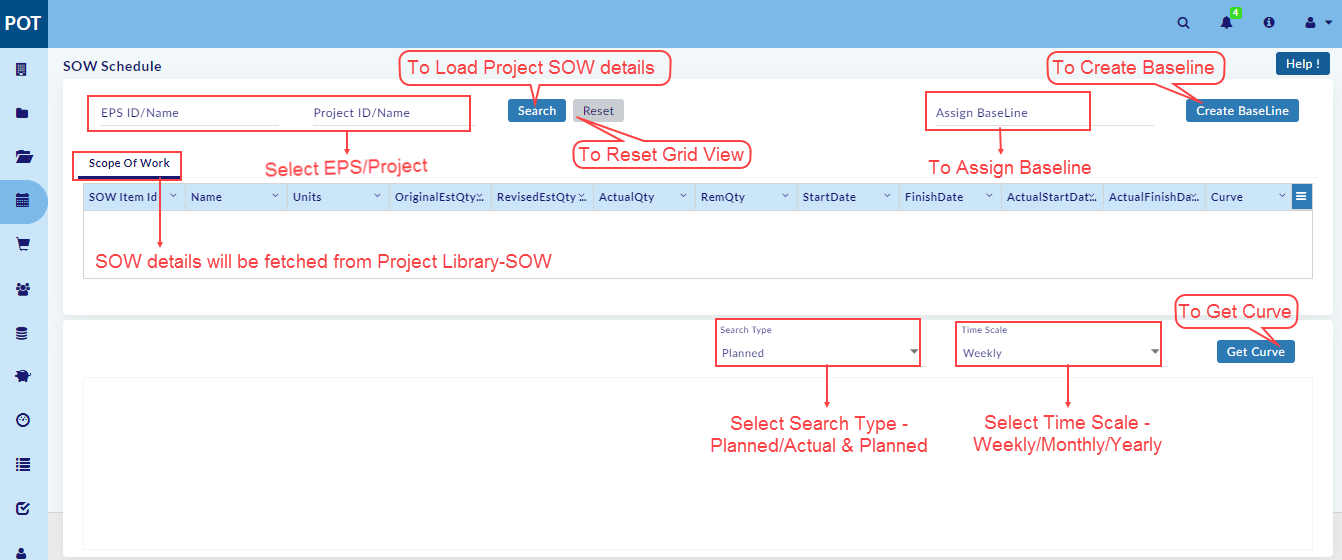 POT
4
SOW Schedule
To Load Project SOW details
To Create Baseline
Help !
EPS ID/Name
Project ID/Name
Search
Reset
Assign BaseLine
Create BaseLine
Select EPS/Project
To Reset Grid View
To Assign Baseline
Scope Of Work
SOW Item Id
Name
Units
OriginalEstQty...
RevisedEstQty...
ActualQty
RemQty
StartDate
FinishDate
ActualStartDat...
ActualFinishDa...
Curve
SOW details will be fetched from Project Library-SOW
To Get Curve
Search Type
Planned
Time Scale
Weekly
Get Curve
Select Search Type -
Planned/Actual & Planned
Select Time Scale -
Weekly/Monthly/Yearly